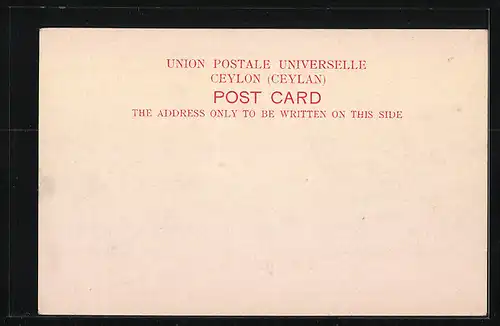 UNION POSTALE UNIVERSELLE
CEYLON (CEYLAN)
POST CARD
THE ADDRESS ONLY TO BE WRITTEN ON THIS SIDE